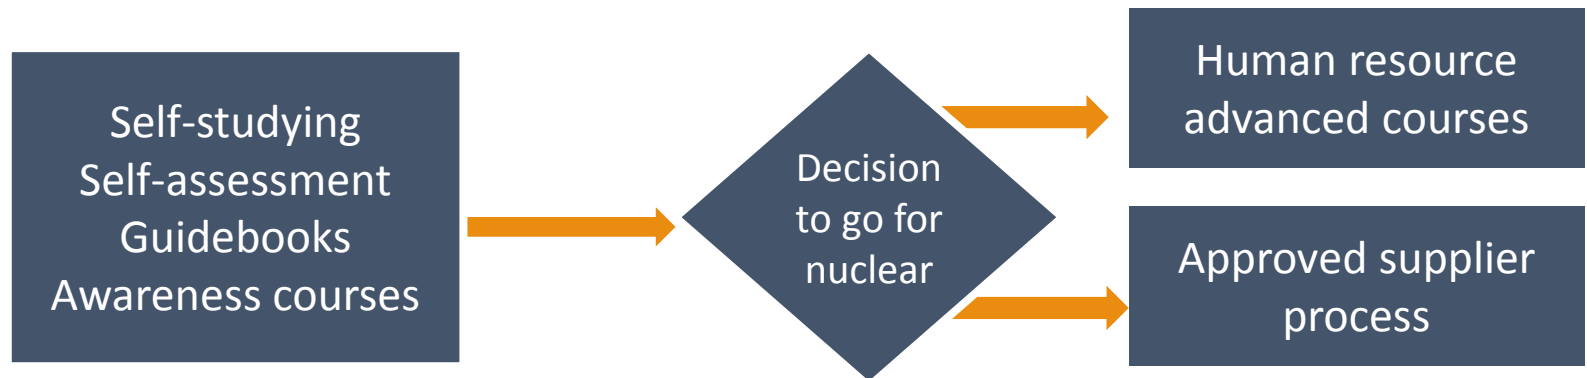 Self-studying
Self-assessment
Guidebooks
Awareness courses
Decision
to go for
nuclear
Human resource
advanced courses
Approved supplier
process